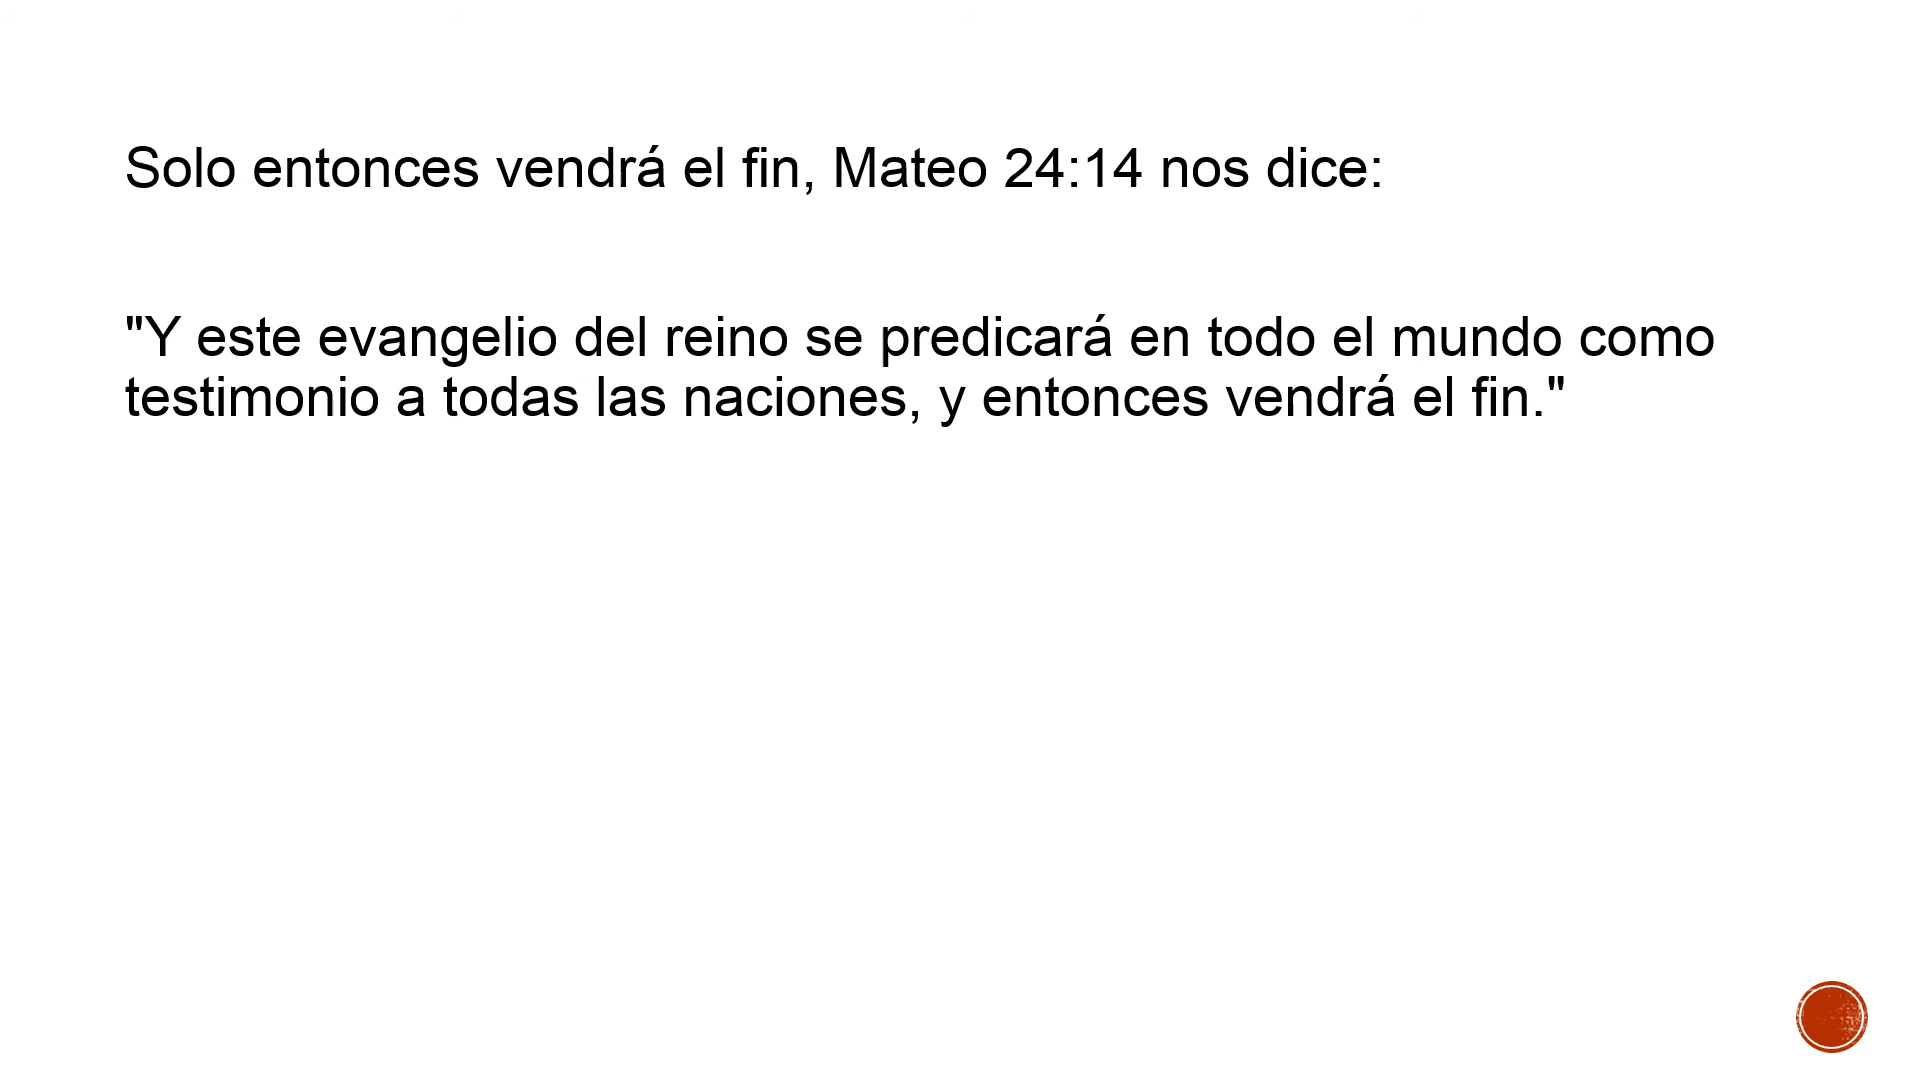 Solo entonces vendrá el fin, Mateo 24:14 nos dice:
"Y este evangelio del reino se predicará en todo el mundo como
testimonio a todas las naciones, y entonces vendrá el fin."